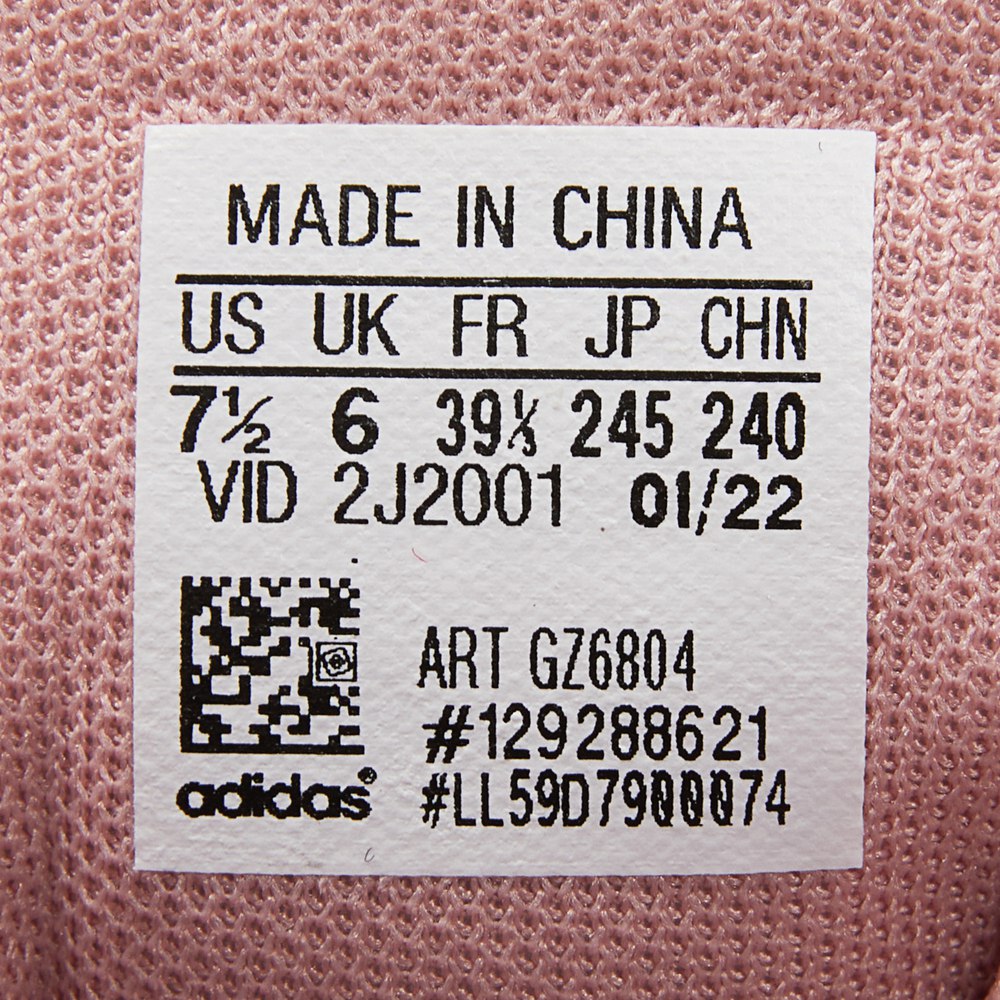 MADE IN CHINA
US UK FR JP CHN
7½ 6 39⅓ 245 240
VID 2J2001 01/22
ART GZ6804
#129288621
adidas® #LL59D7900074